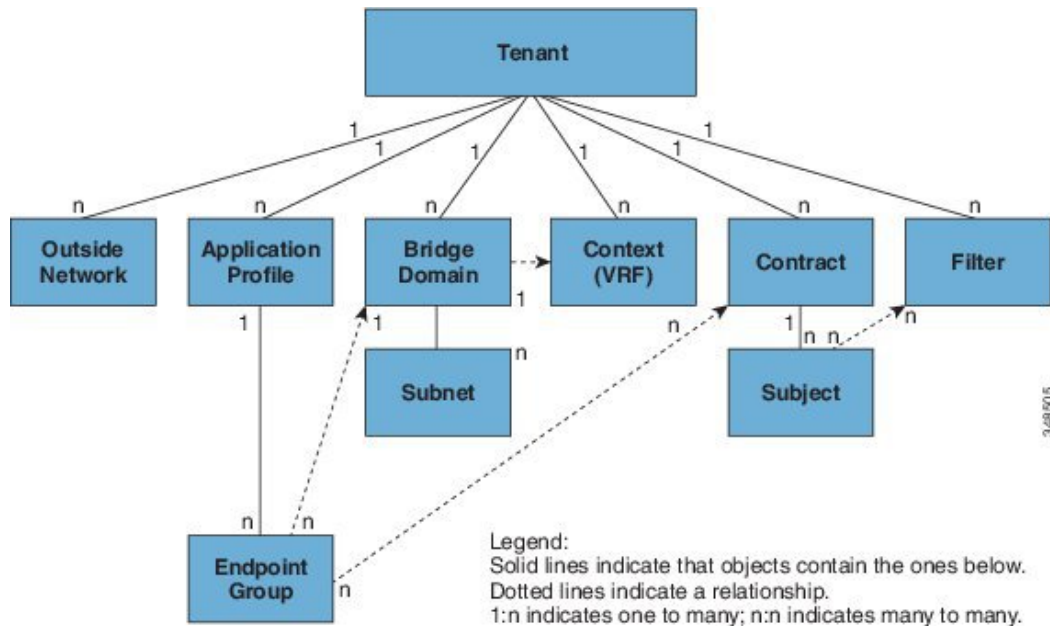 Tenant
1 1 1 1 1 1
n n n n n n
Outside
Network
Application
Profile
Bridge
Domain
Context
(VRF)
Contract
Filter
1 1 1 n 1 n
n n n
Subnet
Subject
348505
n n
Endpoint
Group
n
Legend:
Solid lines indicate that objects contain the ones below.
Dotted lines indicate a relationship.
1:n indicates one to many; n:n indicates many to many.